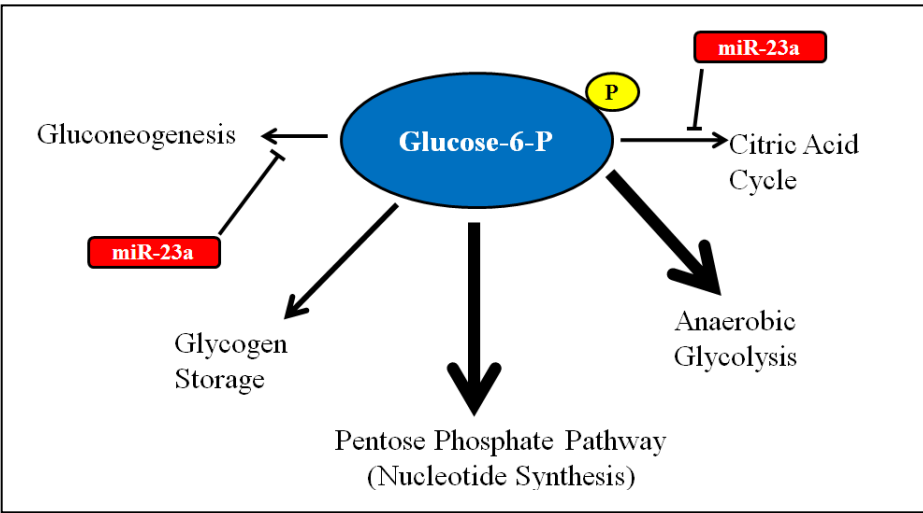 miR-23a
P
Gluconeogenesis
Glucose-6-P
Citric Acid
Cycle
miR-23a
Glycogen
Storage
Anaerobic
Glycolysis
Pentose Phosphate Pathway
(Nucleotide Synthesis)